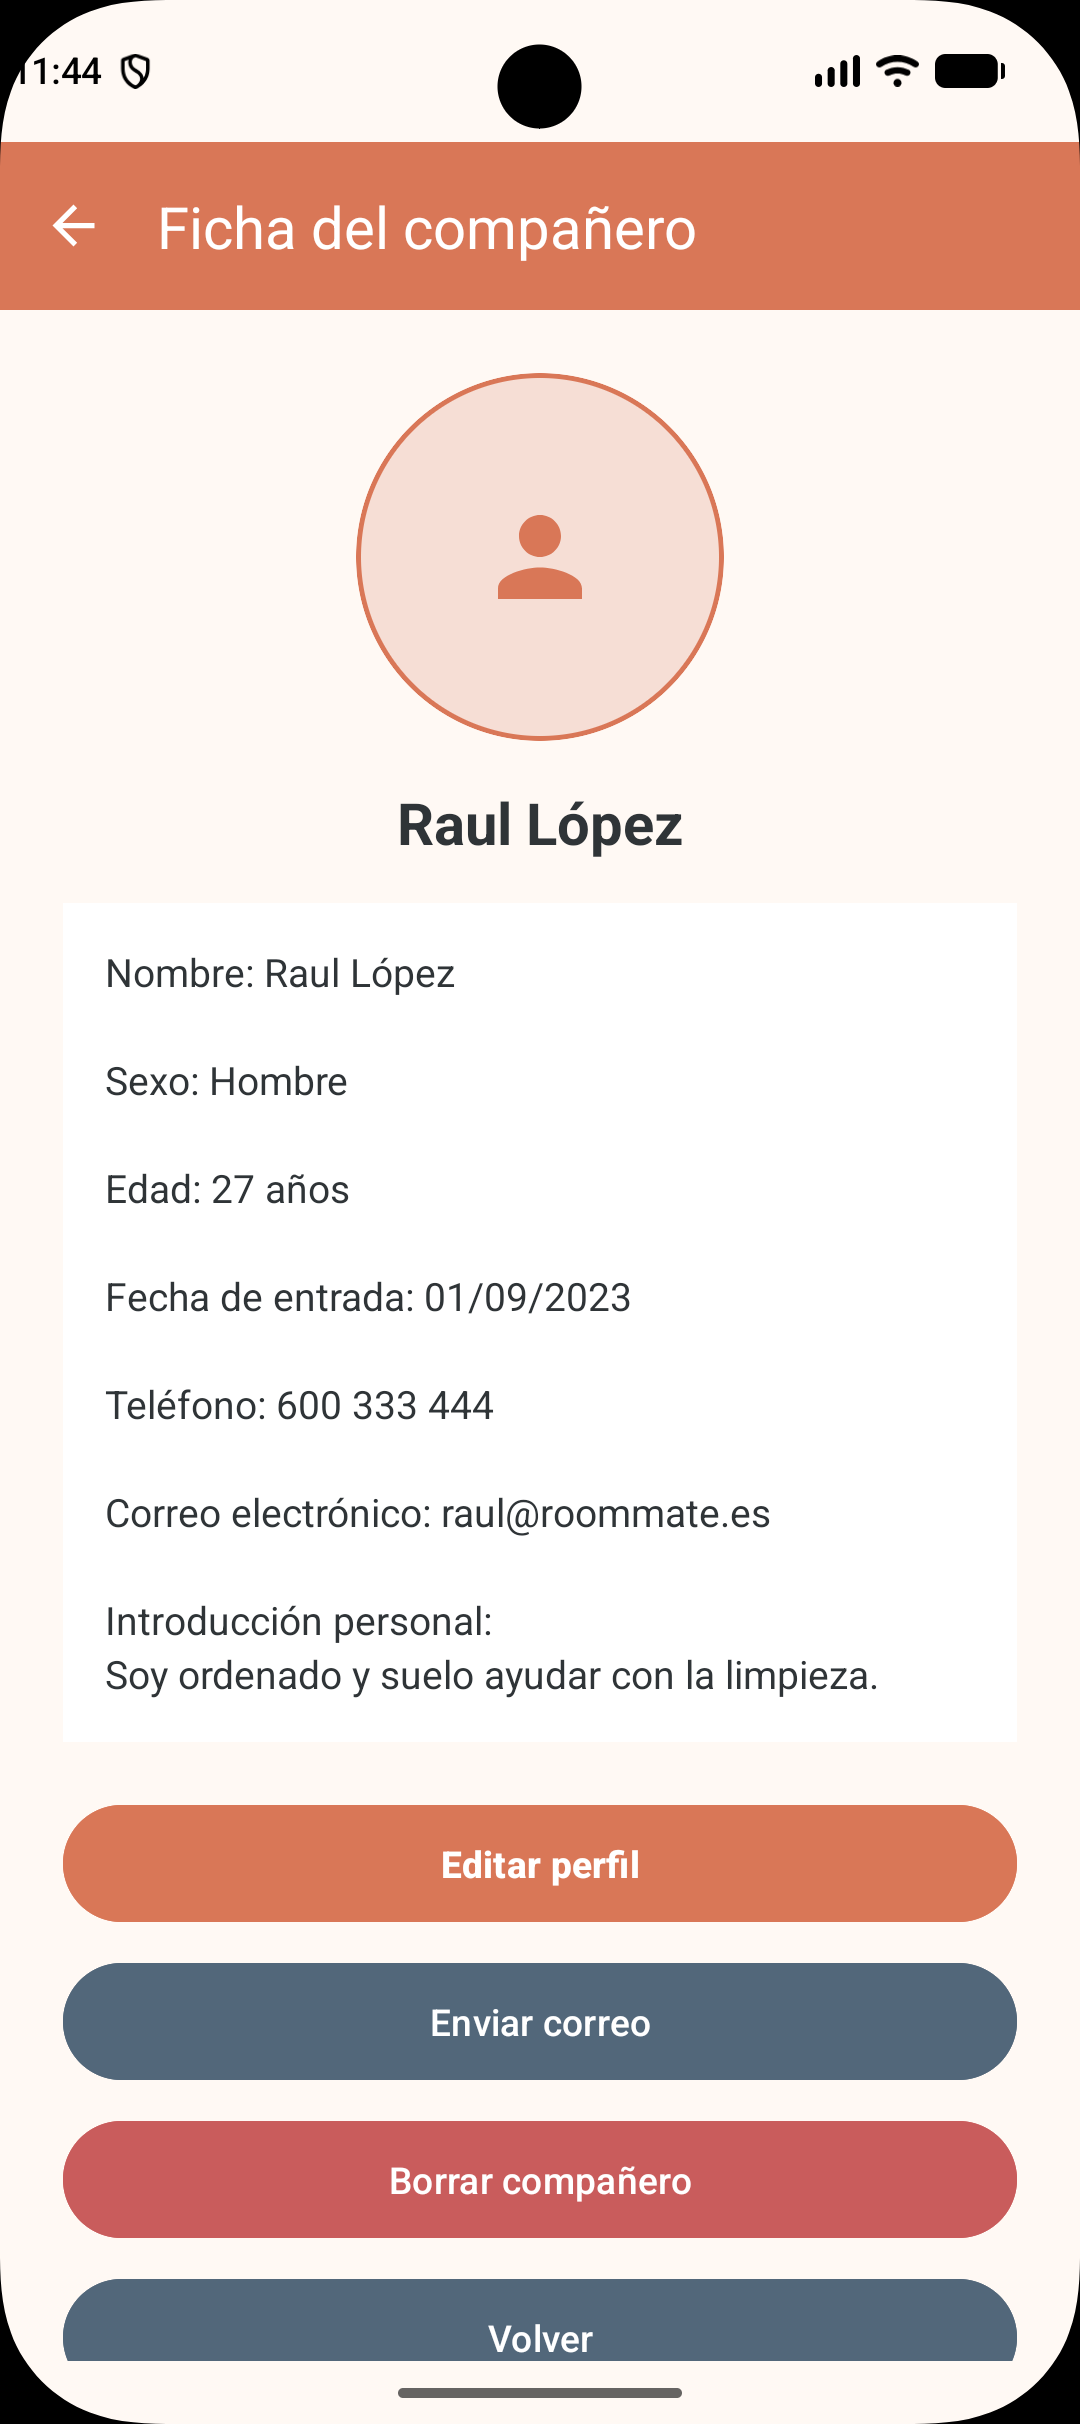 11:44
Ficha del compañero
Raul López
Nombre: Raul López
Sexo: Hombre
Edad: 27 años
Fecha de entrada: 01/09/2023
Teléfono: 600 333 444
Correo electrónico: raul@roommate.es
Introducción personal:
Soy ordenado y suelo ayudar con la limpieza.
Editar perfil
Enviar correo
Borrar compañero
Volver